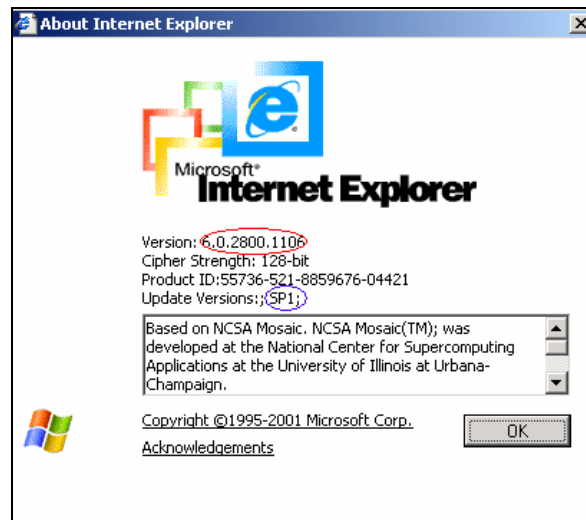 About Internet Explorer
Microsoft®
Internet Explorer
Version: 6.0.2800.1106
Cipher Strength: 128-bit
Product ID:55736-521-8859676-04421
Update Versions:;SP1;
Based on NCSA Mosaic. NCSA Mosaic(TM); was
developed at the National Center for Supercomputing
Applications at the University of Illinois at Urbana-
Champaign.
Copyright ©1995-2001 Microsoft Corp.
OK
Acknowledgements